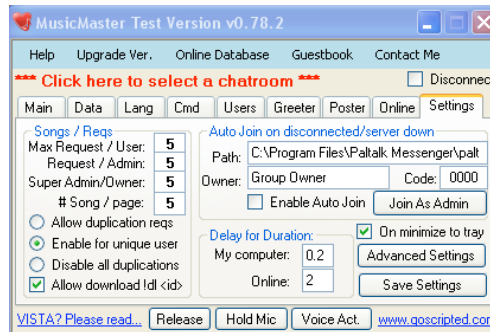 MusicMaster Test Version v0.78.2
Help Upgrade Ver. Online Database Guestbook Contact Me
*** Click here to select a chatroom *** Disconnec
Main Data Lang Cmd Users Greeter Poster Online Settings
Songs / Reqs
Max Request / User: 5
Request / Admin: 5
Super Admin/Owner: 5
# Song / page: 5
Allow duplication reqs
Enable for unique user
Disable all duplications
Allow download !dl <id>
Auto Join on disconnected/server down
Path: C:\Program Files\Paltalk Messenger\palt
Owner: Group Owner Code: 0000
Enable Auto Join Join As Admin
Delay for Duration:
My computer: 0.2
Online: 2
On minimize to tray
Advanced Settings
Save Settings
VISTA? Please read... Release Hold Mic Voice Act. www.goscripted.com